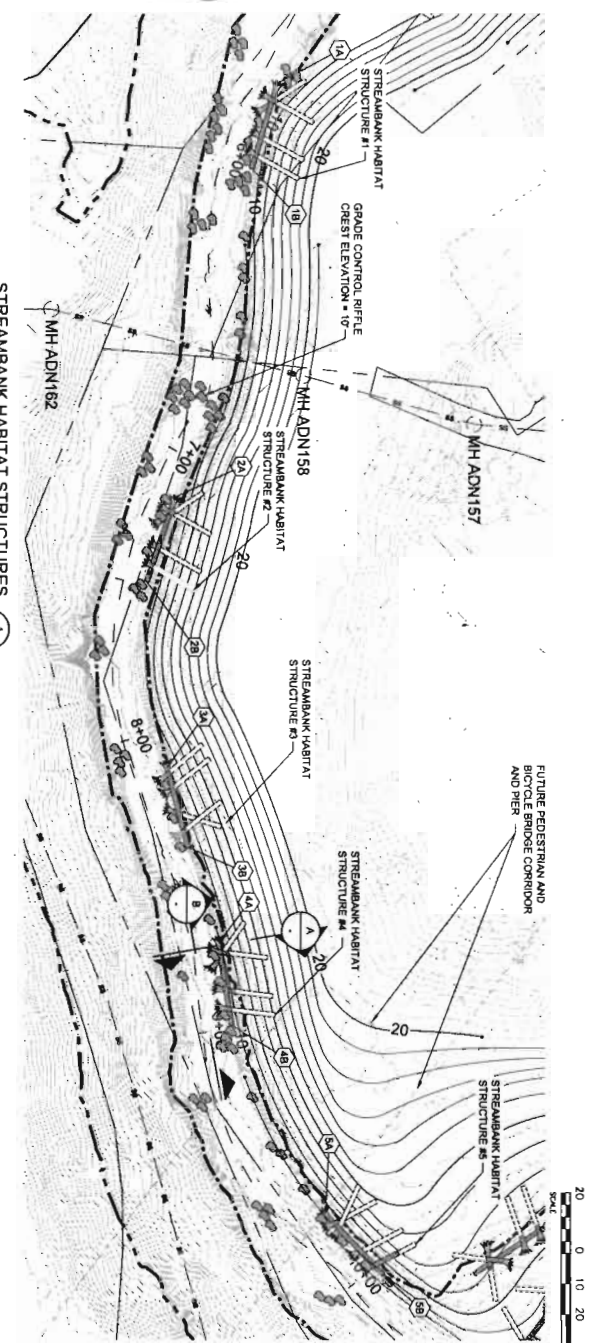 1A
STREAMBANK HABITAT
STRUCTURE #1
20
10
1B
GRADE CONTROL RIFFLE
CREST ELEVATION = 10'
MH ADN162
MH ADN158
MH ADN157
7+00
2A
STREAMBANK HABITAT
STRUCTURE #2
20
2B
8+00
3A
STREAMBANK HABITAT
STRUCTURE #3
3B
FUTURE PEDESTRIAN AND
BICYCLE BRIDGE CORRIDOR
AND PIER
4A
STREAMBANK HABITAT
STRUCTURE #4
A
B
20
20
10
4B
5A
STREAMBANK HABITAT
STRUCTURE #5
10+00
5B
20
0
10
20
SCALE
STREAMBANK HABITAT STRUCTURES